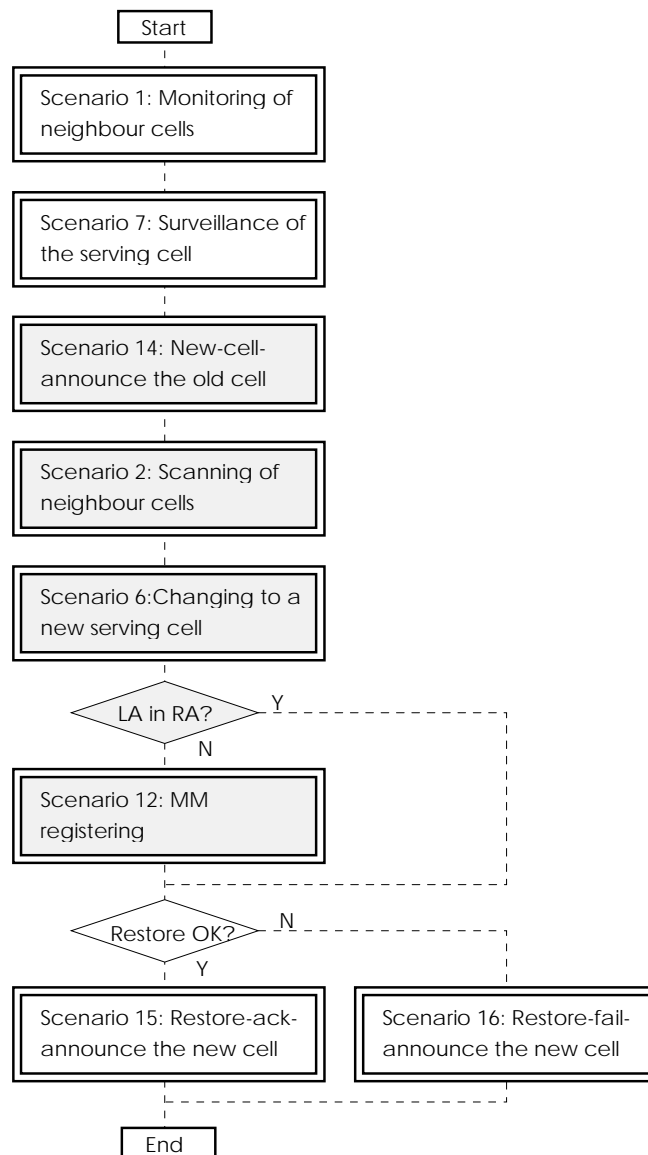 Start
Scenario 1: Monitoring of
neighbour cells
Scenario 7: Surveillance of
the serving cell
Scenario 14: New-cell-
announce the old cell
Scenario 2: Scanning of
neighbour cells
Scenario 6:Changing to a
new serving cell
LA in RA?
Y
N
Scenario 12: MM
registering
Restore OK?
N
Y
Scenario 15: Restore-ack-
announce the new cell
Scenario 16: Restore-fail-
announce the new cell
End